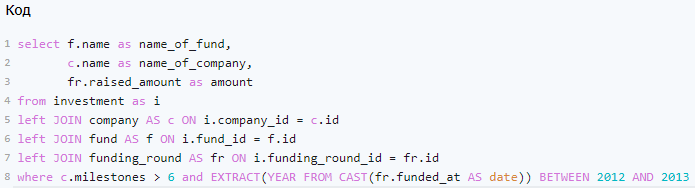 Код
1 select f.name as name_of_fund,
2 c.name as name_of_company,
3 fr.raised_amount as amount
4 from investment as i
5 left JOIN company AS c ON i.company_id = c.id
6 left JOIN fund AS f ON i.fund_id = f.id
7 left JOIN funding_round AS fr ON i.funding_round_id = fr.id
8 where c.milestones > 6 and EXTRACT(YEAR FROM CAST(fr.funded_at AS date)) BETWEEN 2012 AND 2013